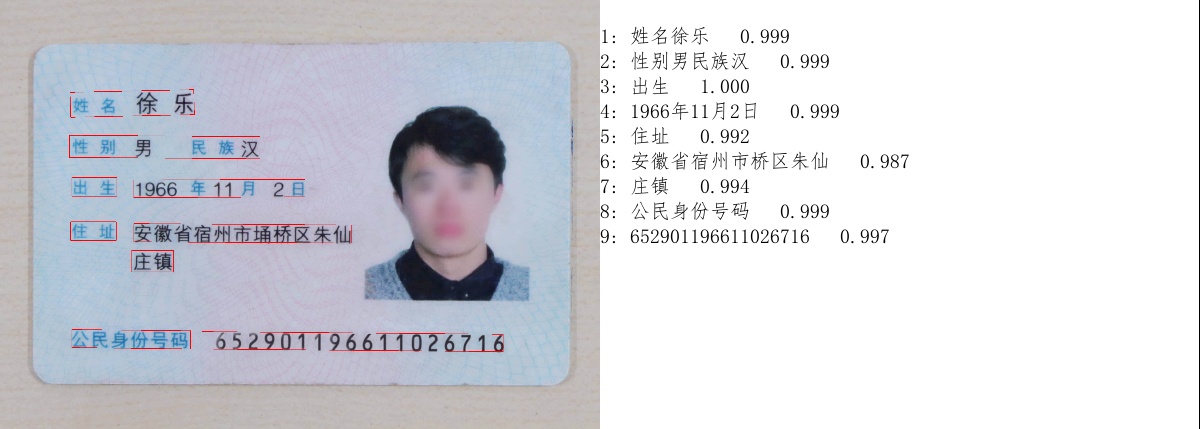 姓名 徐乐
性别 男 民族 汉
出生 1966 年 11 月 2 日
住址 安徽省宿州市埇桥区朱仙
庄镇
公民身份号码 652901196611026716
1: 姓名徐乐 0.999
2: 性别男民族汉 0.999
3: 出生 1.000
4: 1966年11月2日 0.999
5: 住址 0.992
6: 安徽省宿州市桥区朱仙 0.987
7: 庄镇 0.994
8: 公民身份号码 0.999
9: 652901196611026716 0.997